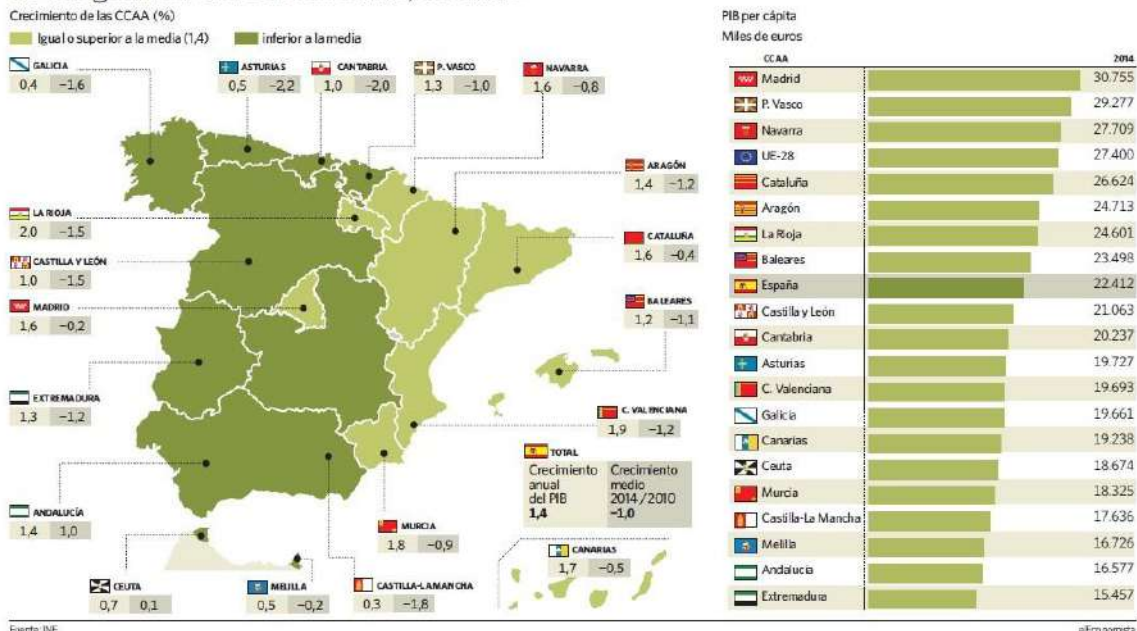 Crecimiento de las CCAA (%)
Igual o superior a la media (1,4)
inferior a la media
GALICIA
0,4 −1,6
ASTURIAS
0,5 −2,2
CANTABRIA
1,0 −2,0
P. VASCO
1,3 −1,0
NAVARRA
1,6 −0,8
ARAGÓN
1,4 −1,2
LA RIOJA
2,0 −1,5
CATALUÑA
1,6 −0,4
CASTILLA Y LEÓN
1,0 −1,5
MADRID
1,6 −0,2
BALEARES
1,2 −1,1
EXTREMADURA
1,3 −1,2
C. VALENCIANA
1,9 −1,2
TOTAL
Crecimiento anual del PIB
1,4
Crecimiento medio 2014/2010
−1,0
ANDALUCÍA
1,4 1,0
MURCIA
1,8 −0,9
CANARIAS
1,7 −0,5
CEUTA
0,7 0,1
MELILLA
0,5 −0,2
CASTILLA-LA MANCHA
0,3 −1,8
Fuente: INE
PIB per cápita
Miles de euros
CCAA 2014
Madrid 30.755
P. Vasco 29.277
Navarra 27.709
UE-28 27.400
Cataluña 26.624
Aragón 24.713
La Rioja 24.601
Baleares 23.498
España 22.412
Castilla y León 21.063
Cantabria 20.237
Asturias 19.727
C. Valenciana 19.693
Galicia 19.661
Canarias 19.238
Ceuta 18.674
Murcia 18.325
Castilla-La Mancha 17.636
Melilla 16.726
Andalucía 16.577
Extremadura 15.457
elEconomista